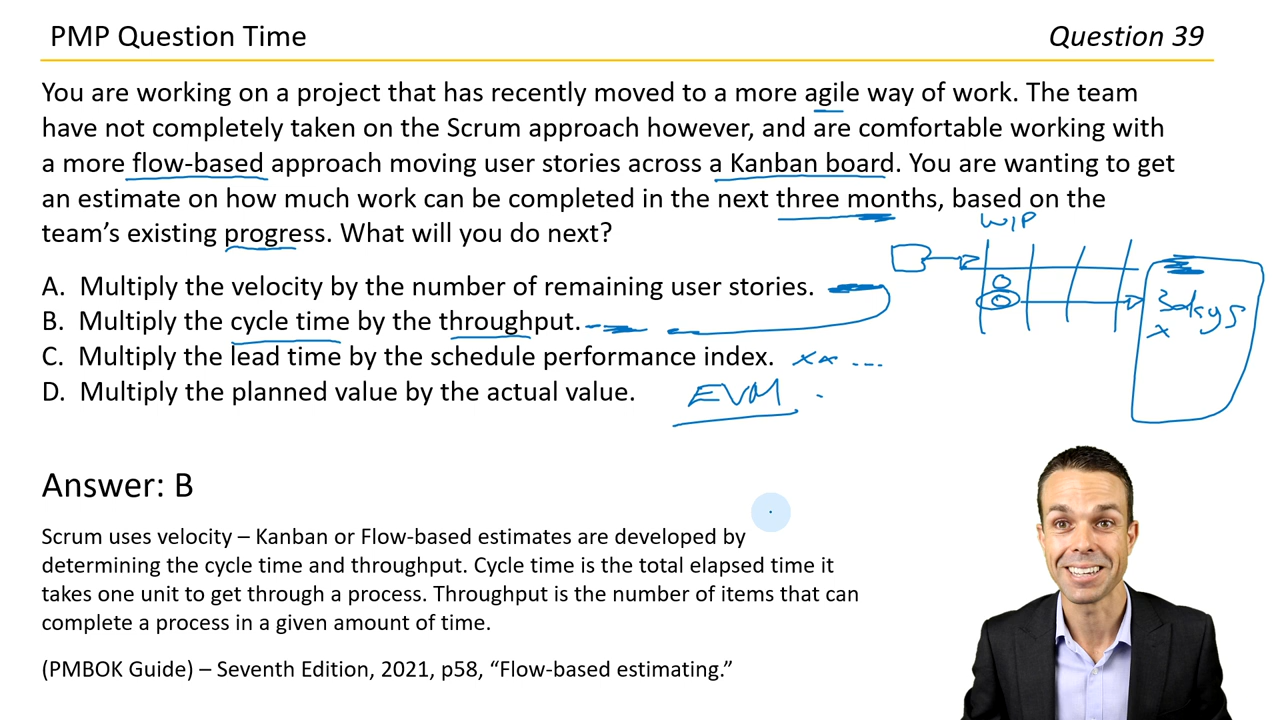 PMP Question Time
Question 39
You are working on a project that has recently moved to a more agile way of work. The team
have not completely taken on the Scrum approach however, and are comfortable working with
a more flow-based approach moving user stories across a Kanban board. You are wanting to get
an estimate on how much work can be completed in the next three months, based on the
team’s existing progress. What will you do next?
WIP
A. Multiply the velocity by the number of remaining user stories.
B. Multiply the cycle time by the throughput.
C. Multiply the lead time by the schedule performance index.
D. Multiply the planned value by the actual value.
3 days
x
EVM
Answer: B
Scrum uses velocity – Kanban or Flow-based estimates are developed by
determining the cycle time and throughput. Cycle time is the total elapsed time it
takes one unit to get through a process. Throughput is the number of items that can
complete a process in a given amount of time.
(PMBOK Guide) – Seventh Edition, 2021, p58, “Flow-based estimating.”